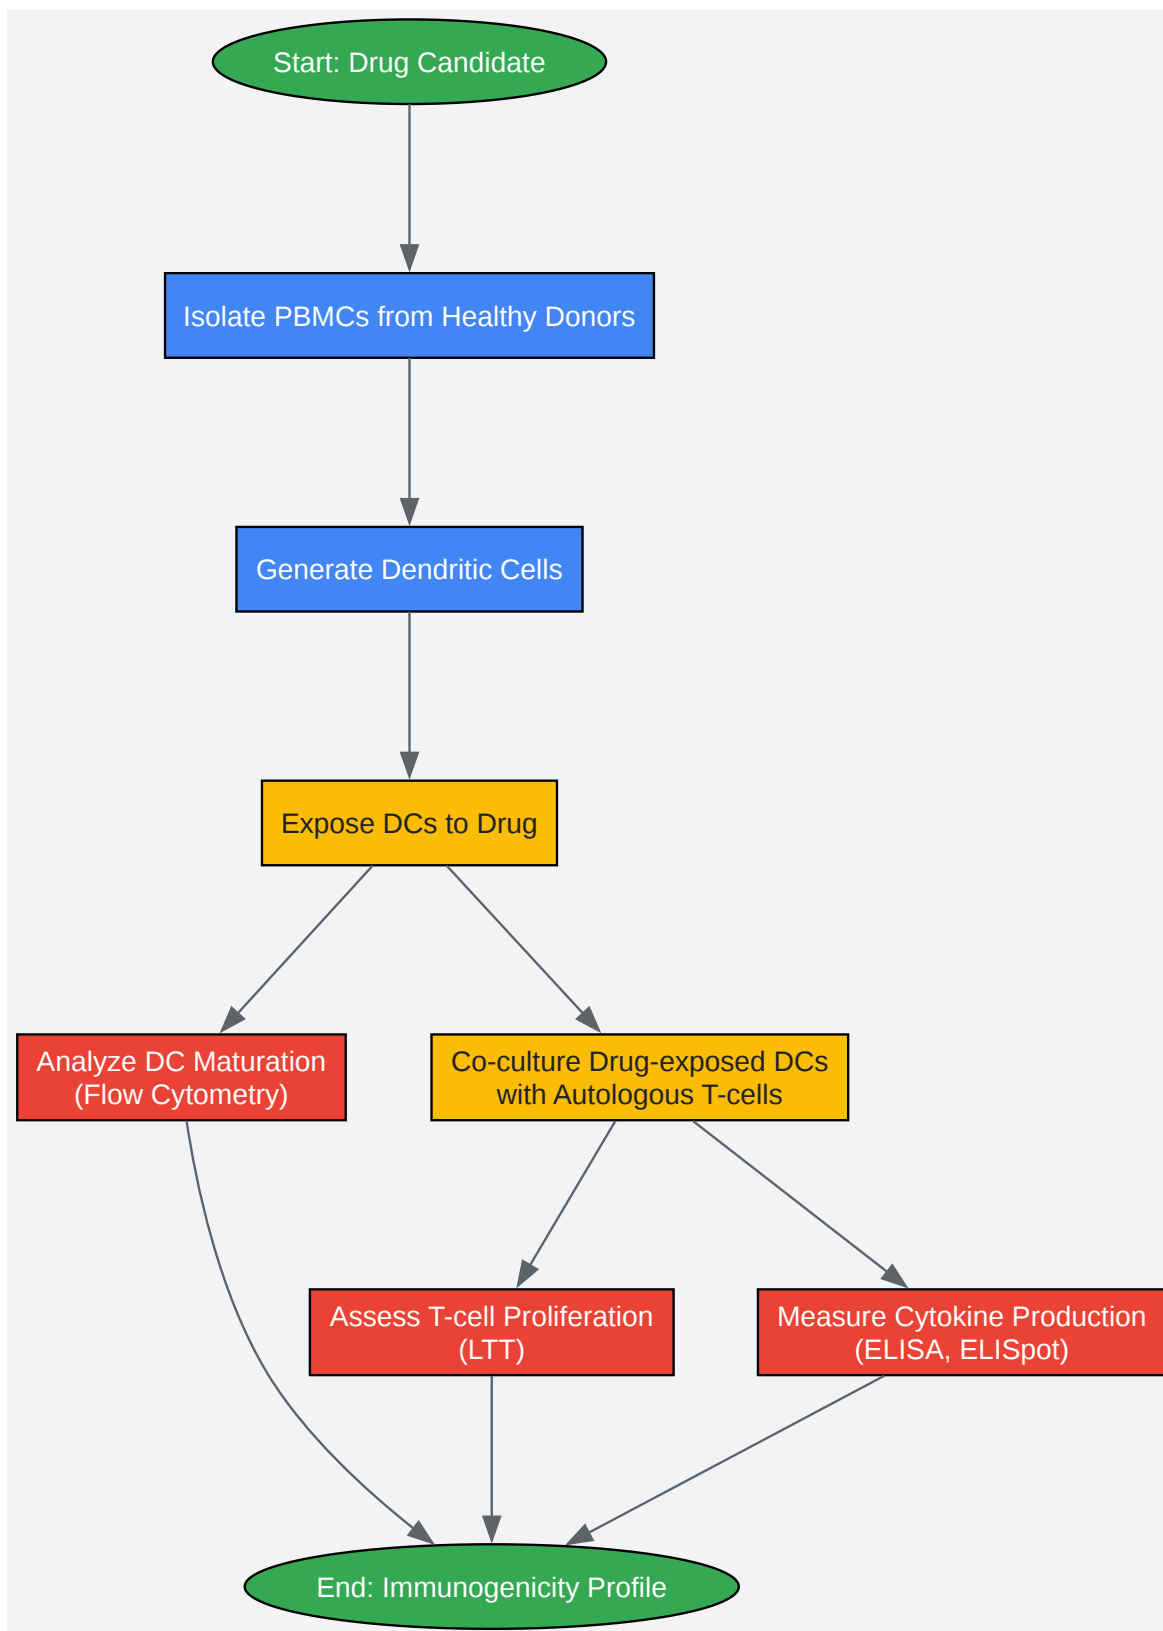 Start: Drug Candidate
Isolate PBMCs from Healthy Donors
Generate Dendritic Cells
Expose DCs to Drug
Analyze DC Maturation
(Flow Cytometry)
Co-culture Drug-exposed DCs
with Autologous T-cells
Assess T-cell Proliferation
(LTT)
Measure Cytokine Production
(ELISA, ELISpot)
End: Immunogenicity Profile